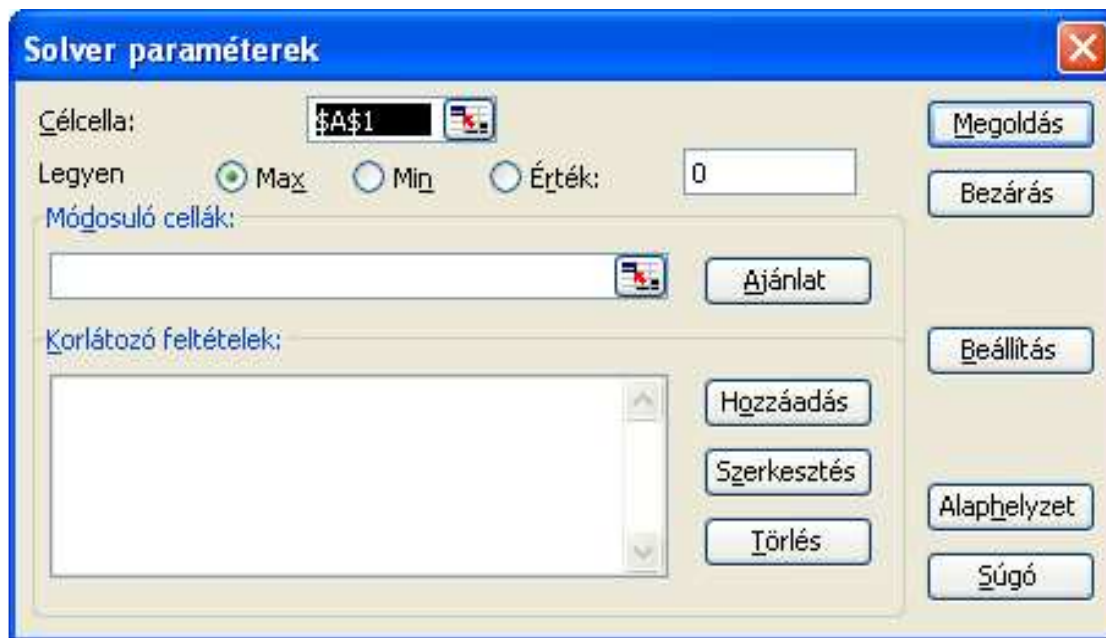 Solver paraméterek
Célcella: $A$1 Megoldás
Legyen Max Min Érték: 0 Bezárás
Módosuló cellák:
Ajánlat
Korlátozó feltételek: Beállítás
Hozzáadás
Szerkesztés
Alaphelyzet
Törlés
Súgó